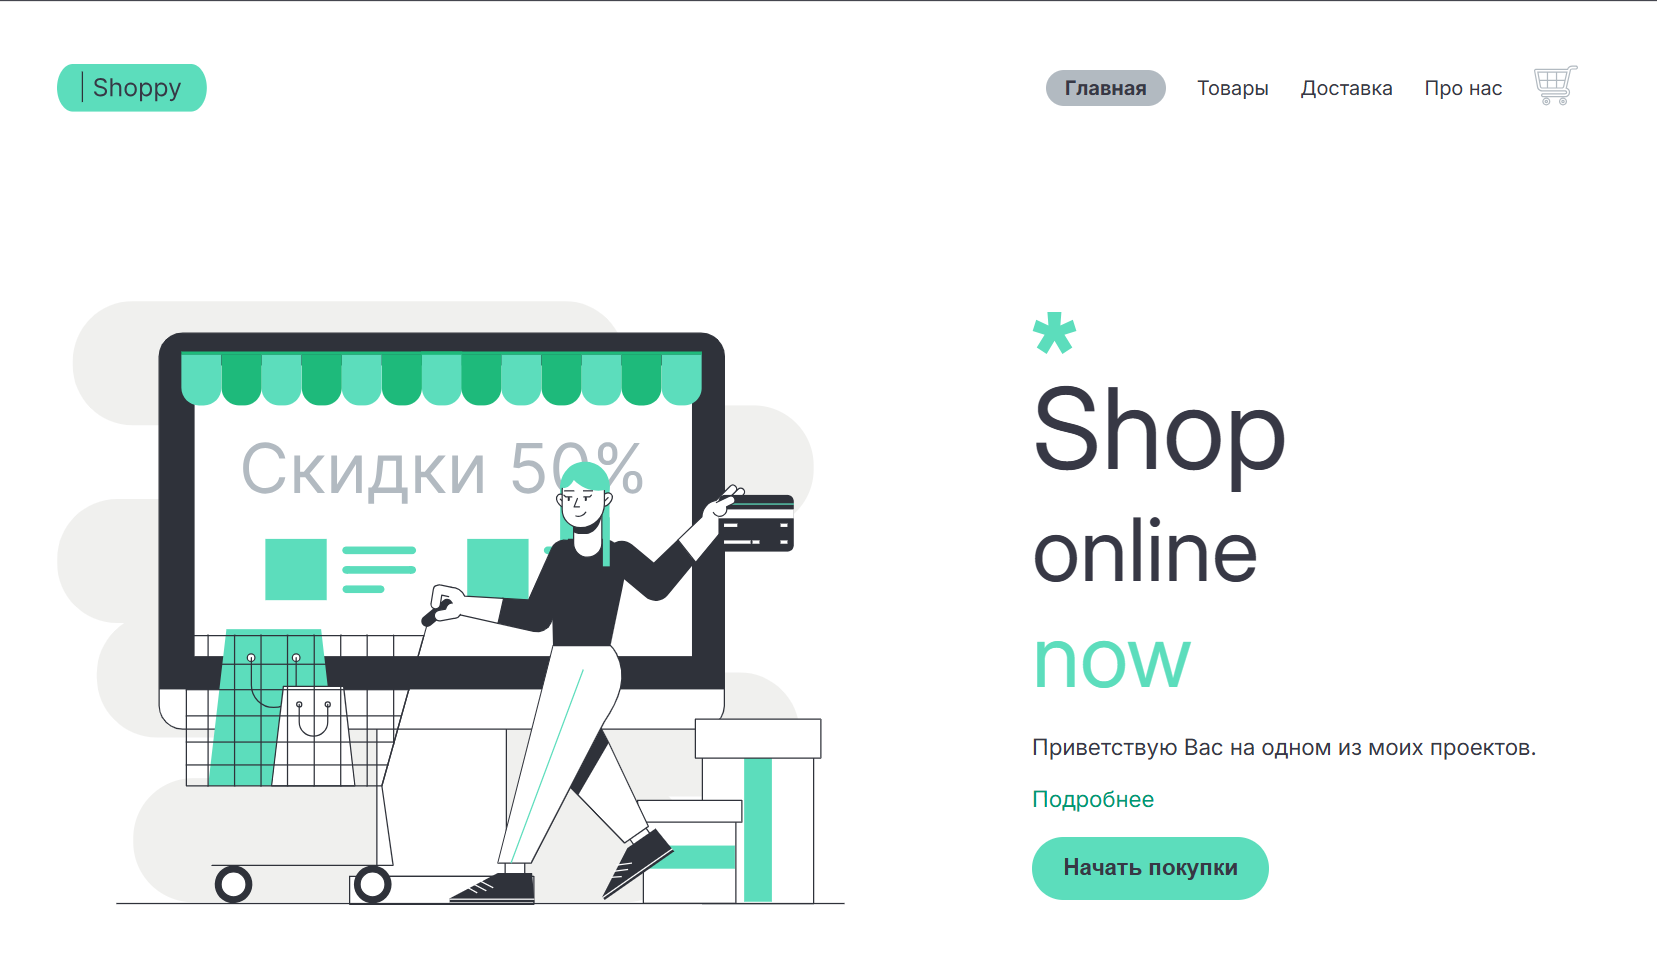 | Shoppy
Главная
Товары
Доставка
Про нас
Скидки 50%
*
Shop
online
now
Приветствую Вас на одном из моих проектов.
Подробнее
Начать покупки